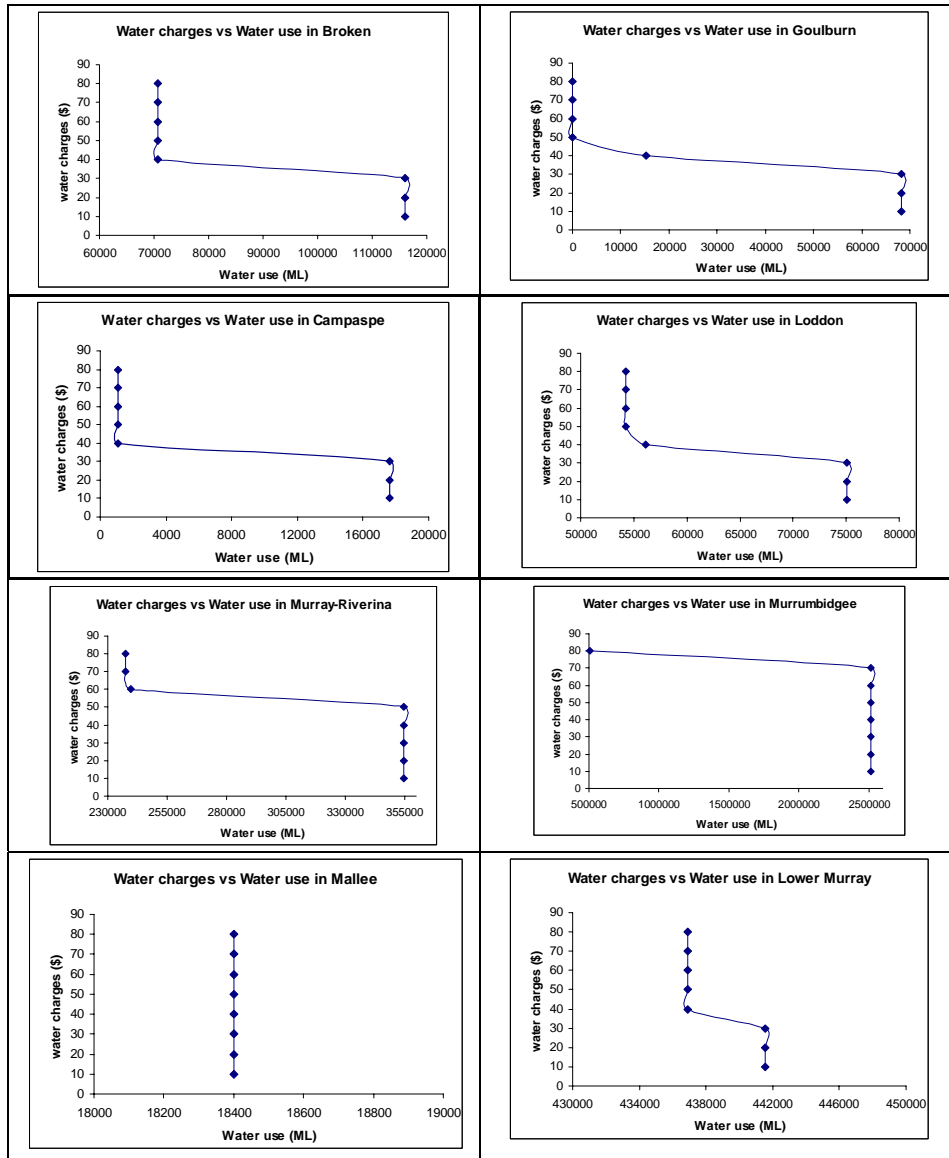 Water charges vs Water use in Broken
water charges ($)
90
80
70
60
50
40
30
20
10
0
60000 70000 80000 90000 100000 110000 120000
Water use (ML)
Water charges vs Water use in Goulburn
water charges ($)
90
80
70
60
50
40
30
20
10
0
0 10000 20000 30000 40000 50000 60000 70000
Water use (ML)
Water charges vs Water use in Campaspe
water charges ($)
90
80
70
60
50
40
30
20
10
0
0 4000 8000 12000 16000 20000
Water use (ML)
Water charges vs Water use in Loddon
water charges ($)
90
80
70
60
50
40
30
20
10
0
50000 55000 60000 65000 70000 75000 80000
Water use (ML)
Water charges vs Water use in Murray-Riverina
water charges ($)
90
80
70
60
50
40
30
20
10
0
230000 255000 280000 305000 330000 355000
Water use (ML)
Water charges vs Water use in Murrumbidgee
water charges ($)
90
80
70
60
50
40
30
20
10
0
500000 1000000 1500000 2000000 2500000
Water use (ML)
Water charges vs Water use in Mallee
water charges ($)
90
80
70
60
50
40
30
20
10
0
18000 18200 18400 18600 18800 19000
Water use (ML)
Water charges vs Water use in Lower Murray
water charges ($)
90
80
70
60
50
40
30
20
10
0
430000 434000 438000 442000 446000 450000
Water use (ML)